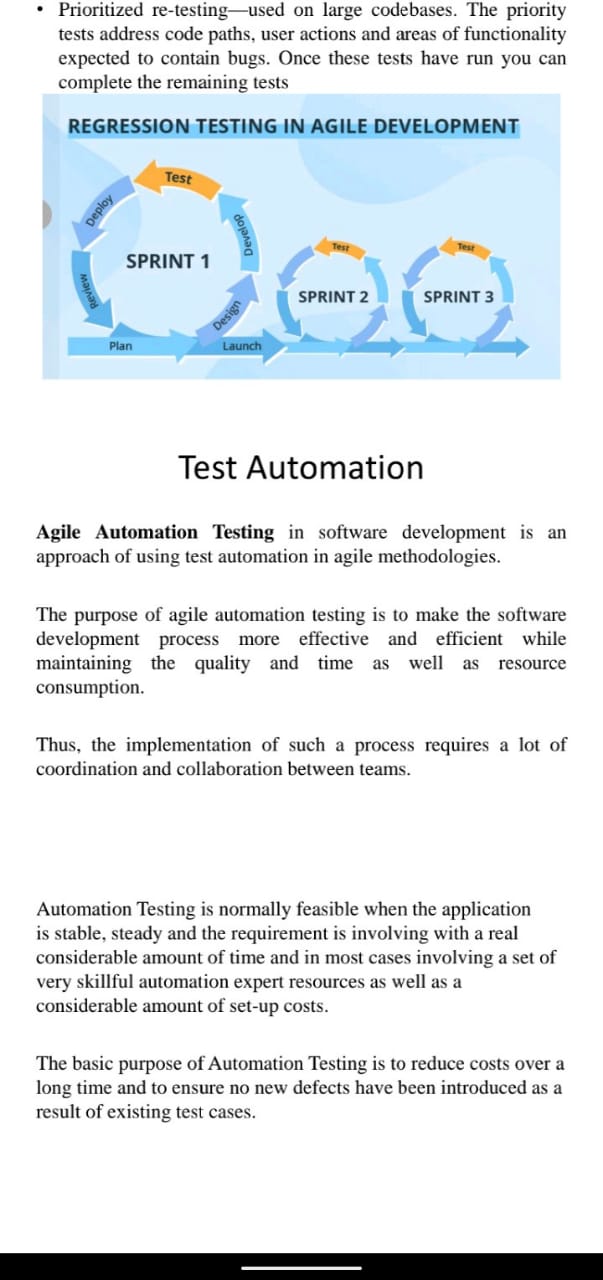 • Prioritized re-testing—used on large codebases. The priority
tests address code paths, user actions and areas of functionality
expected to contain bugs. Once these tests have run you can
complete the remaining tests
REGRESSION TESTING IN AGILE DEVELOPMENT
Test
Deploy
Develop
SPRINT 1
Review
Design
Plan
Launch
Test
SPRINT 2
Test
SPRINT 3
Test Automation
Agile Automation Testing in software development is an
approach of using test automation in agile methodologies.
The purpose of agile automation testing is to make the software
development process more effective and efficient while
maintaining the quality and time as well as resource
consumption.
Thus, the implementation of such a process requires a lot of
coordination and collaboration between teams.
Automation Testing is normally feasible when the application
is stable, steady and the requirement is involving with a real
considerable amount of time and in most cases involving a set of
very skillful automation expert resources as well as a
considerable amount of set-up costs.
The basic purpose of Automation Testing is to reduce costs over a
long time and to ensure no new defects have been introduced as a
result of existing test cases.